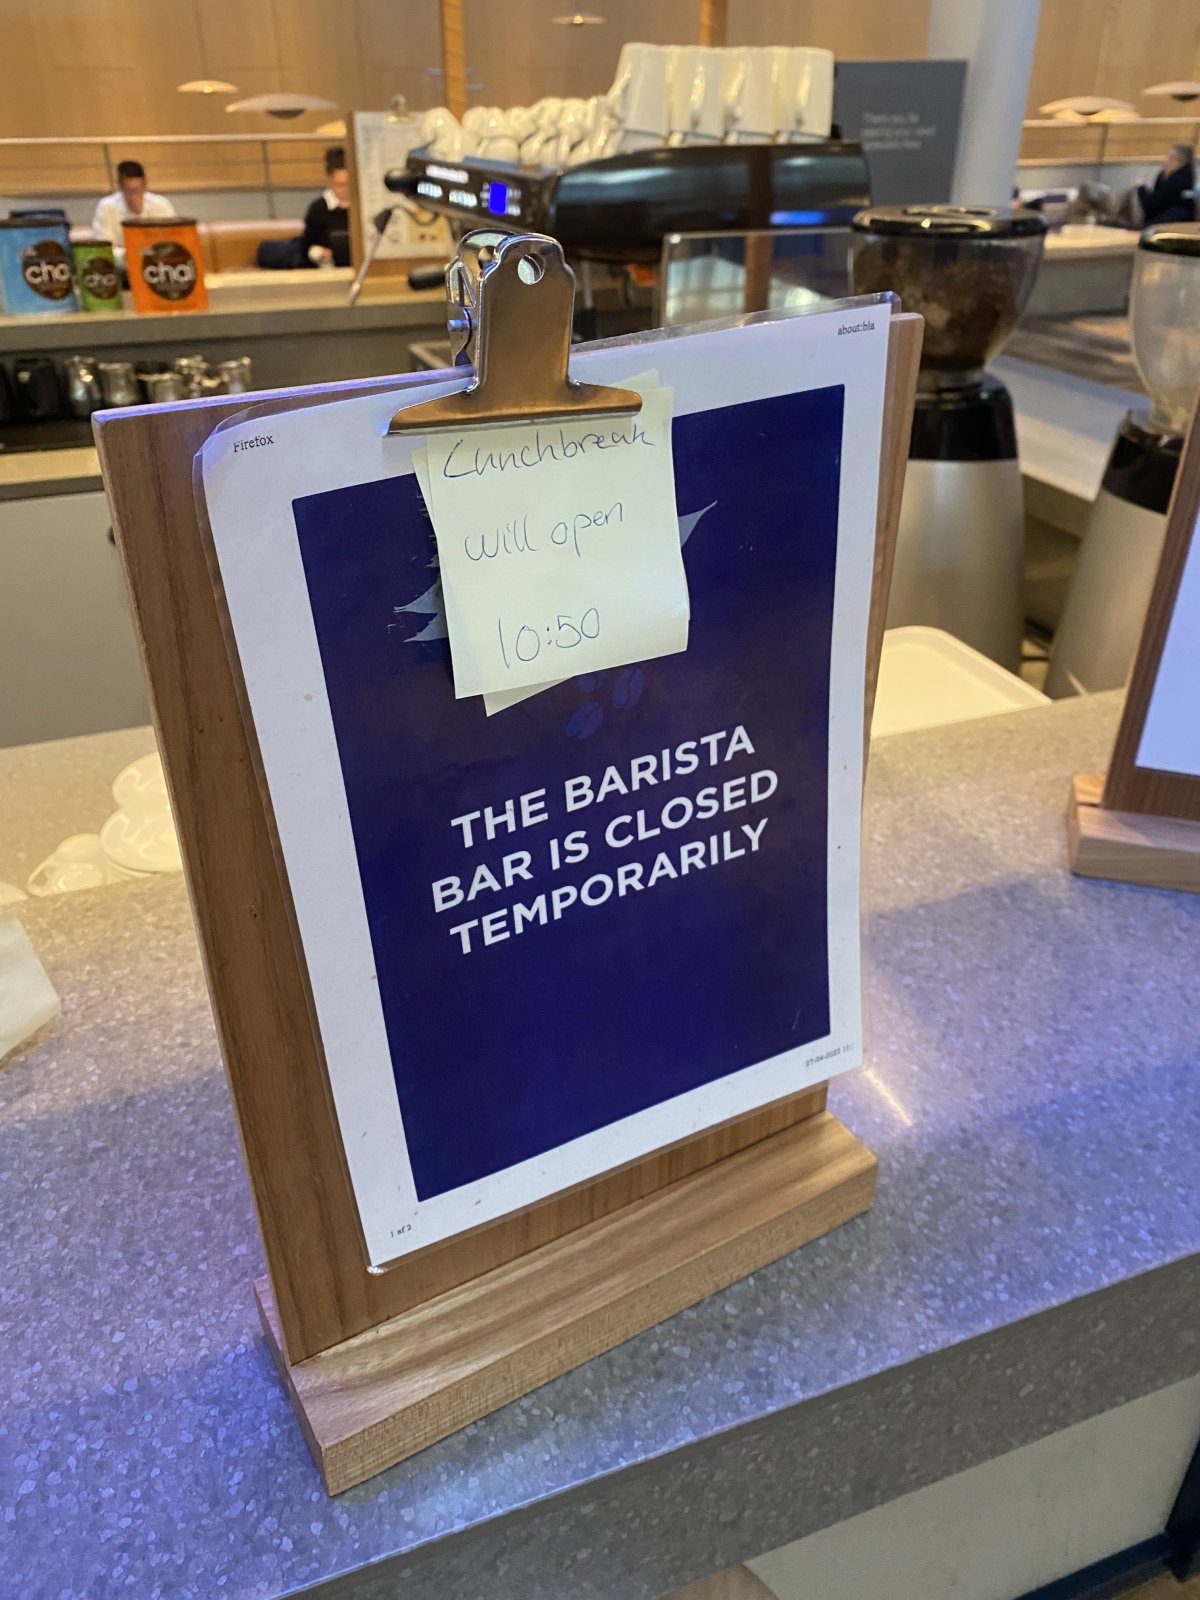 Firefox
about:bla
Lunchbreak
will open
10:50
THE BARISTA
BAR IS CLOSED
TEMPORARILY
1 of 2
chai
chai